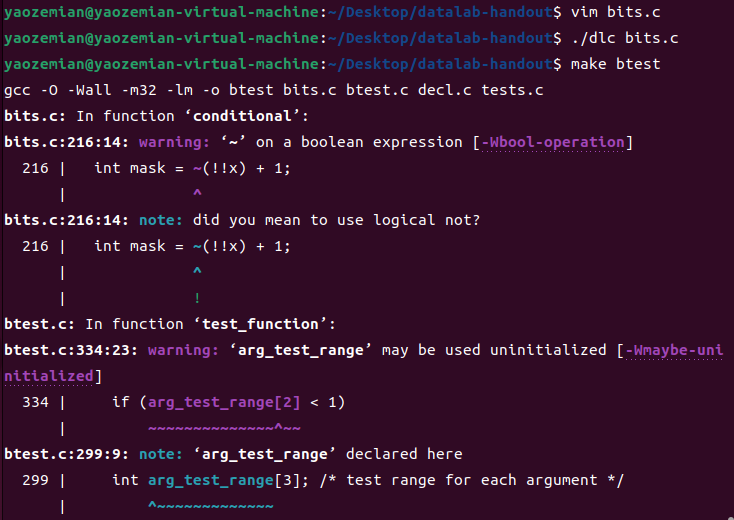 yaozemian@yaozemian-virtual-machine:~/Desktop/datalab-handout$ vim bits.c
yaozemian@yaozemian-virtual-machine:~/Desktop/datalab-handout$ ./dlc bits.c
yaozemian@yaozemian-virtual-machine:~/Desktop/datalab-handout$ make btest
gcc -O -Wall -m32 -lm -o btest bits.c btest.c decl.c tests.c
bits.c: In function ‘conditional’:
bits.c:216:14: warning: ‘~’ on a boolean expression [-Wbool-operation]
  216 |   int mask = ~(!!x) + 1;
      |              ^
bits.c:216:14: note: did you mean to use logical not?
  216 |   int mask = ~(!!x) + 1;
      |              ^
      |              !
btest.c: In function ‘test_function’:
btest.c:334:23: warning: ‘arg_test_range’ may be used uninitialized [-Wmaybe-uni
nitialized]
  334 |     if (arg_test_range[2] < 1)
      |         ~~~~~~~~~~~~~~^~~
btest.c:299:9: note: ‘arg_test_range’ declared here
  299 |     int arg_test_range[3]; /* test range for each argument */
      |         ^~~~~~~~~~~~~~